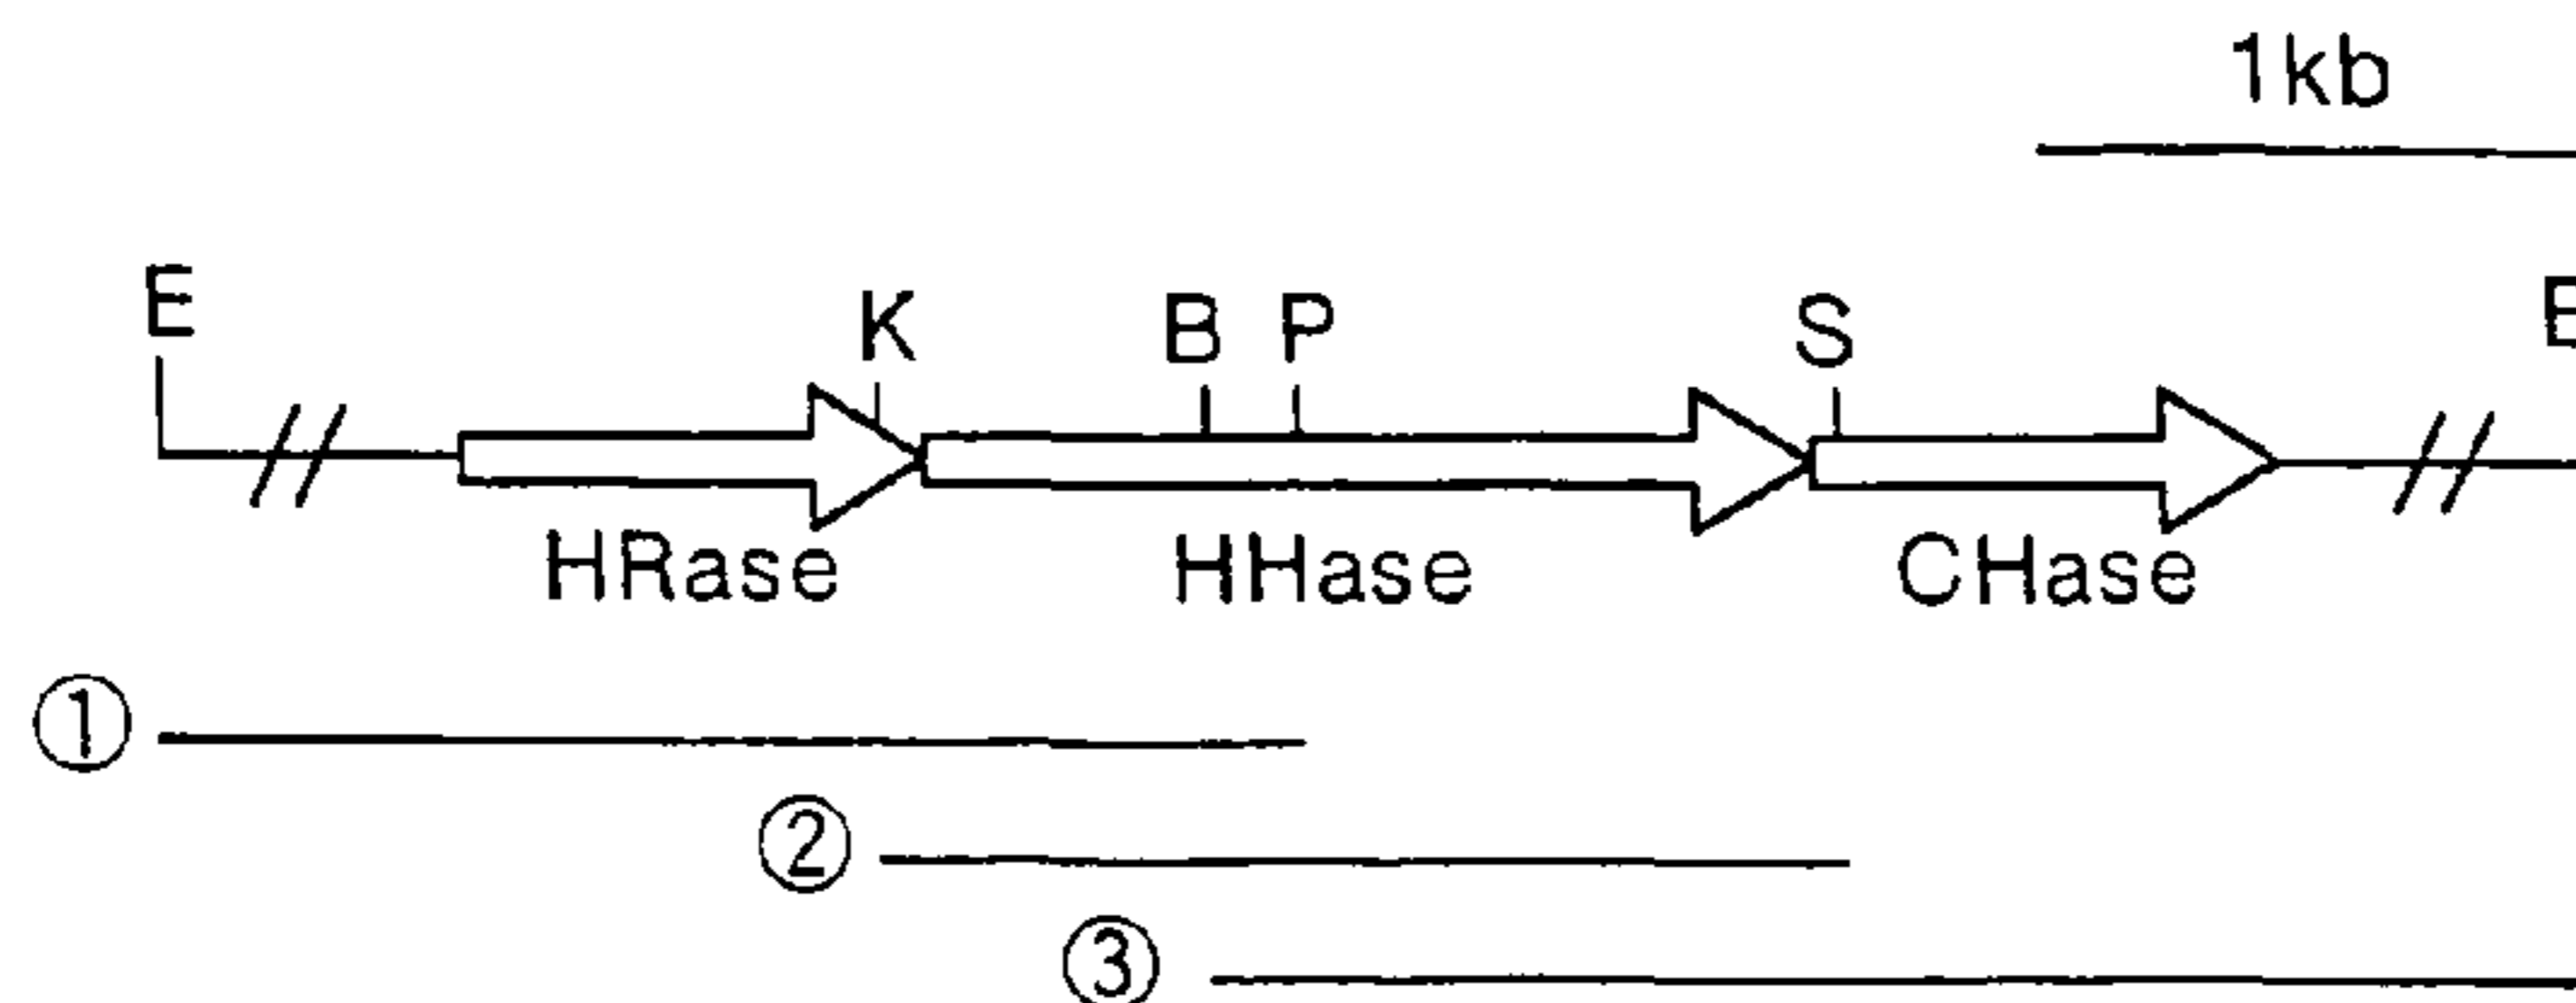 1kb
E K B P S
HRase HHase CHase
①
②
③